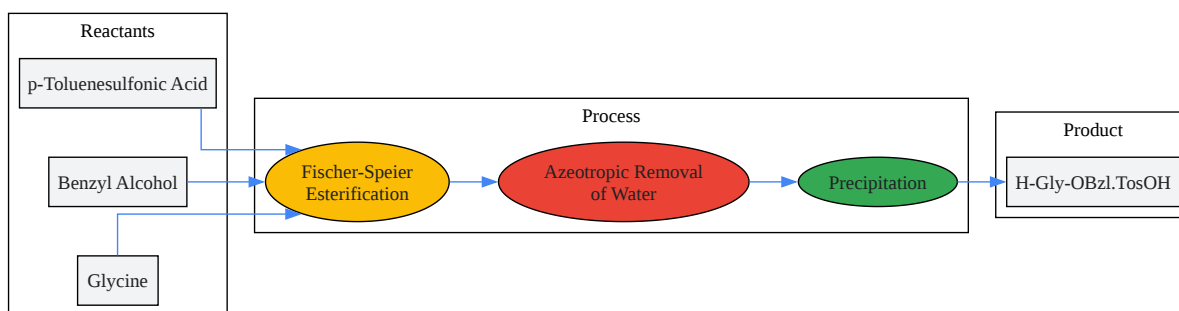 Reactants
p-Toluenesulfonic Acid
Benzyl Alcohol
Glycine
Process
Fischer-Speier
Esterification
Azeotropic Removal
of Water
Precipitation
Product
H-Gly-OBzl.TosOH